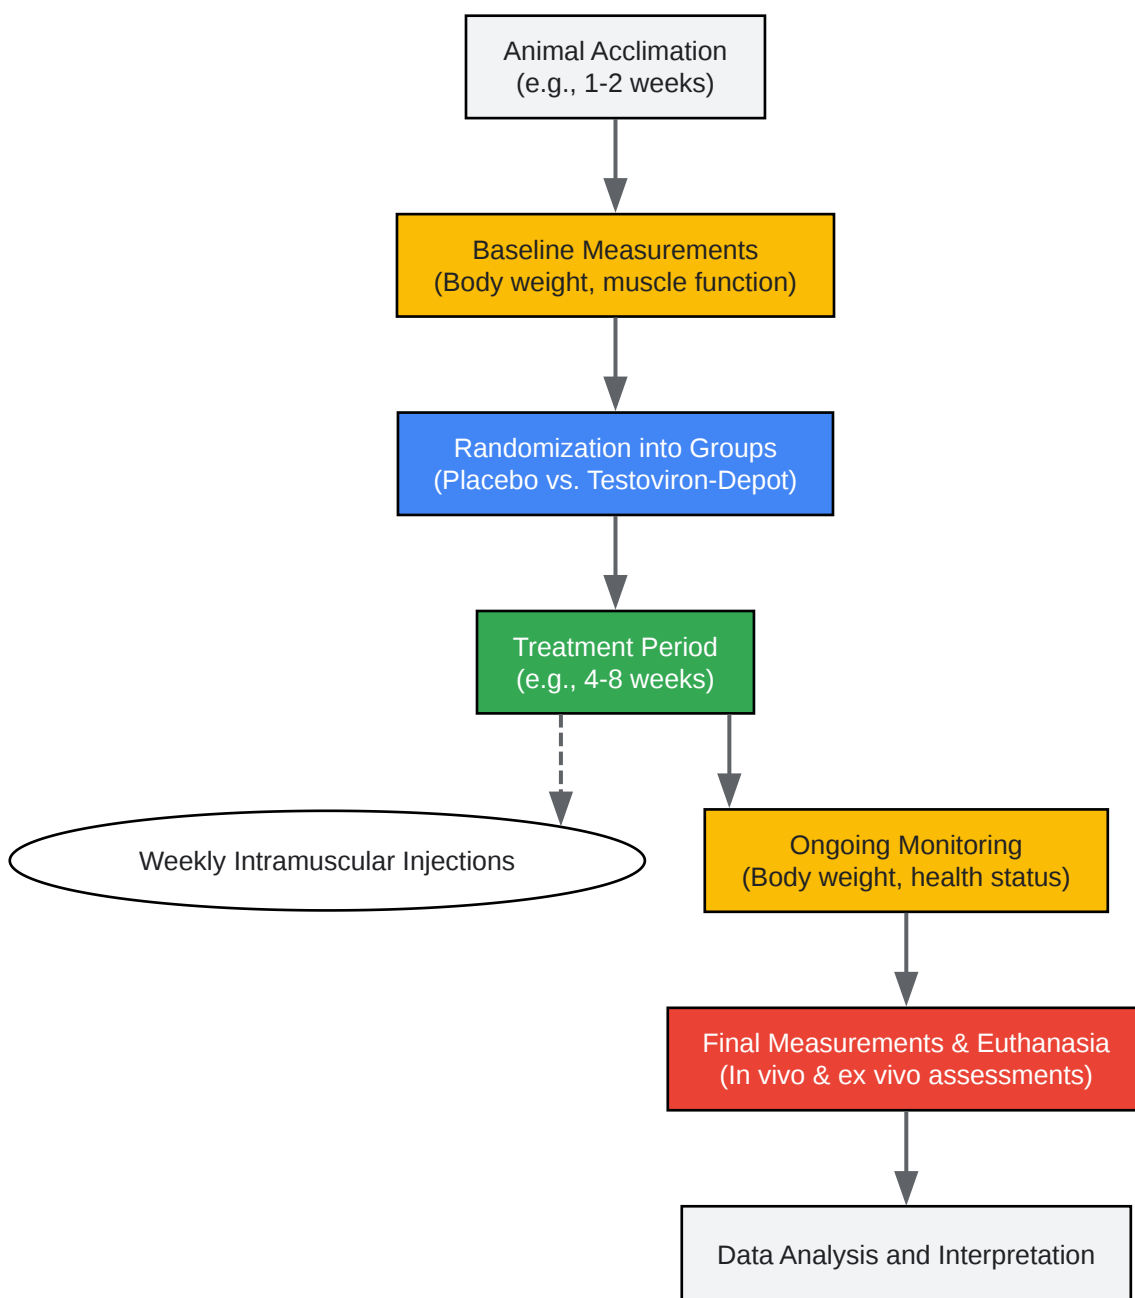 Animal Acclimation
(e.g., 1-2 weeks)
Baseline Measurements
(Body weight, muscle function)
Randomization into Groups
(Placebo vs. Testoviron-Depot)
Treatment Period
(e.g., 4-8 weeks)
Weekly Intramuscular Injections
Ongoing Monitoring
(Body weight, health status)
Final Measurements & Euthanasia
(In vivo & ex vivo assessments)
Data Analysis and Interpretation